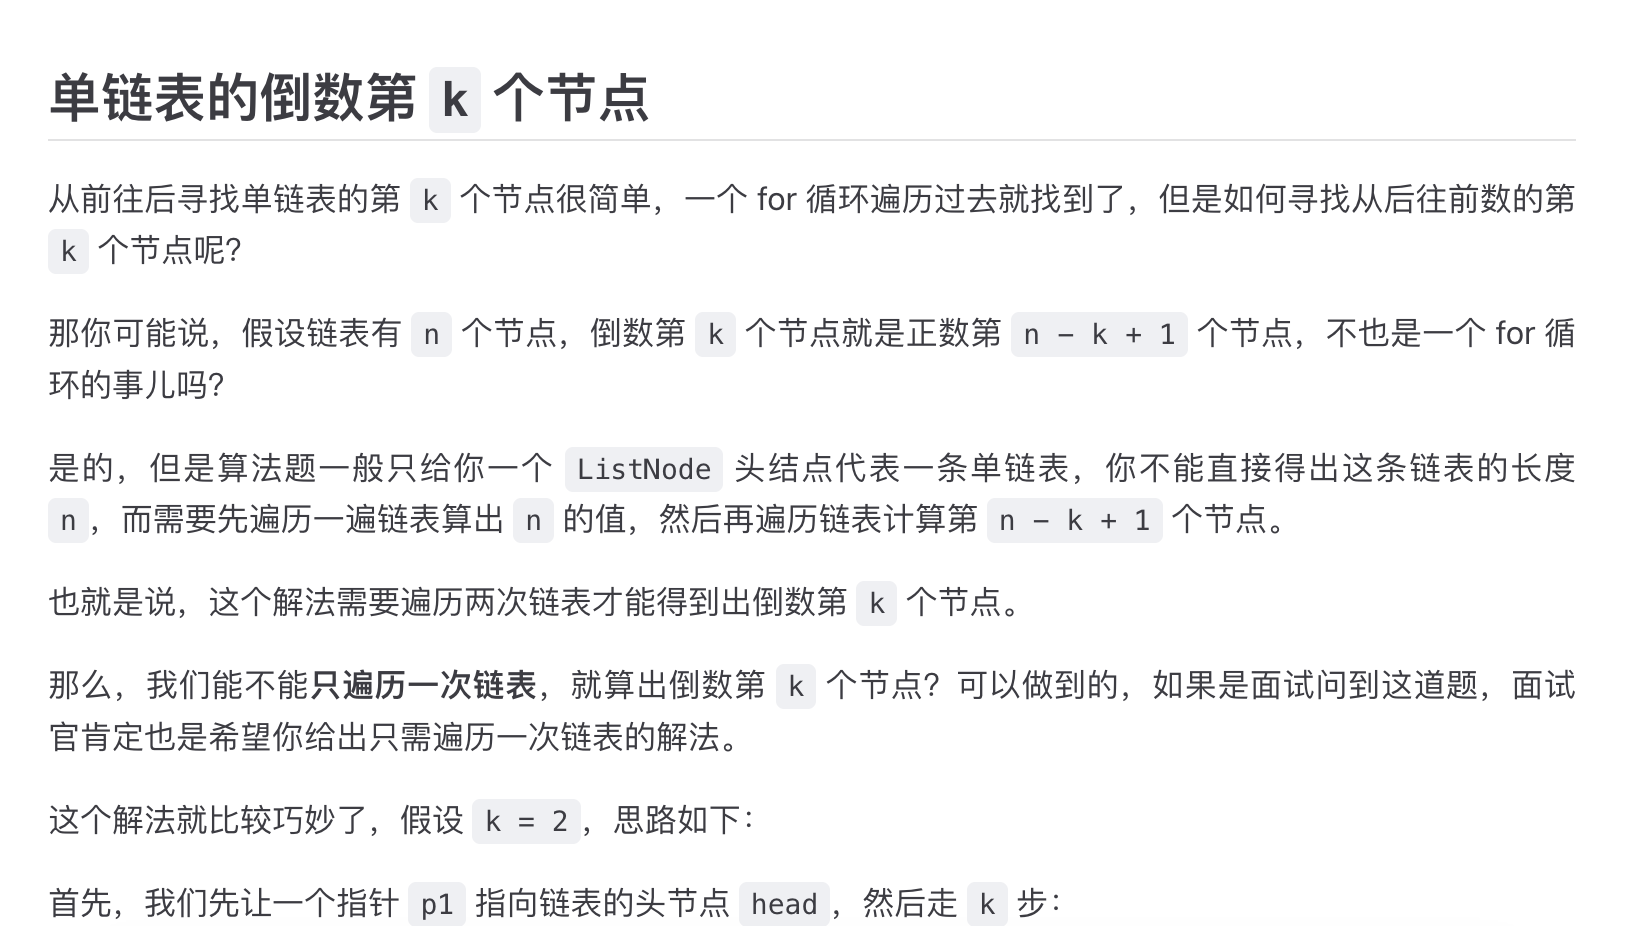 单链表的倒数第 k 个节点
从前往后寻找单链表的第 k 个节点很简单，一个 for 循环遍历过去就找到了，但是如何寻找从后往前数的第
k 个节点呢？
那你可能说，假设链表有 n 个节点，倒数第 k 个节点就是正数第 n - k + 1 个节点，不也是一个 for 循
环的事儿吗？
是的，但是算法题一般只给你一个 ListNode 头结点代表一条单链表，你不能直接得出这条链表的长度
n，而需要先遍历一遍链表算出 n 的值，然后再遍历链表计算第 n - k + 1 个节点。
也就是说，这个解法需要遍历两次链表才能得到出倒数第 k 个节点。
那么，我们能不能只遍历一次链表，就算出倒数第 k 个节点？可以做到的，如果是面试问到这道题，面试
官肯定也是希望你给出只需遍历一次链表的解法。
这个解法就比较巧妙了，假设 k = 2，思路如下：
首先，我们先让一个指针 p1 指向链表的头节点 head，然后走 k 步：